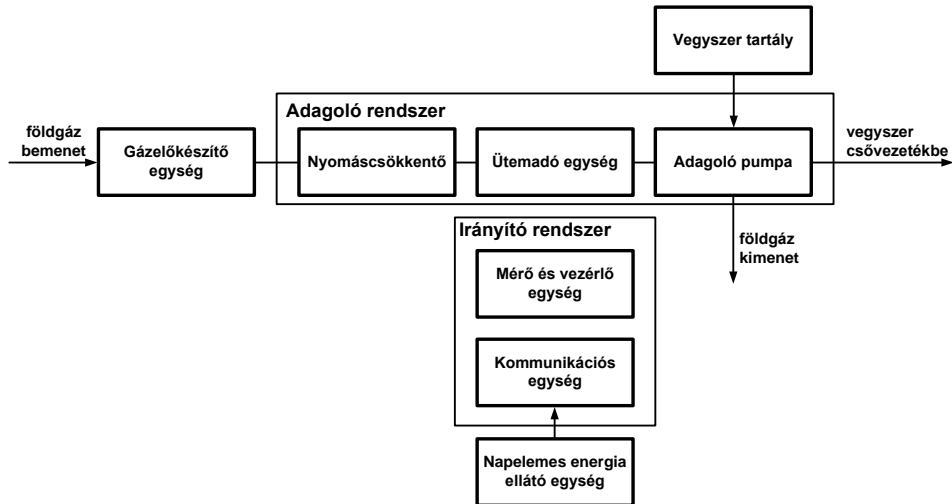 Vegyszer tartály
Adagoló rendszer
földgáz
bemenet
Gázelőkészítő
egység
Nyomáscsökkentő
Ütemadó egység
Adagoló pumpa
vegyszer
csővezetékbe
Irányító rendszer
földgáz
kimenet
Mérő és vezérlő
egység
Kommunikációs
egység
Napelemes energia
ellátó egység